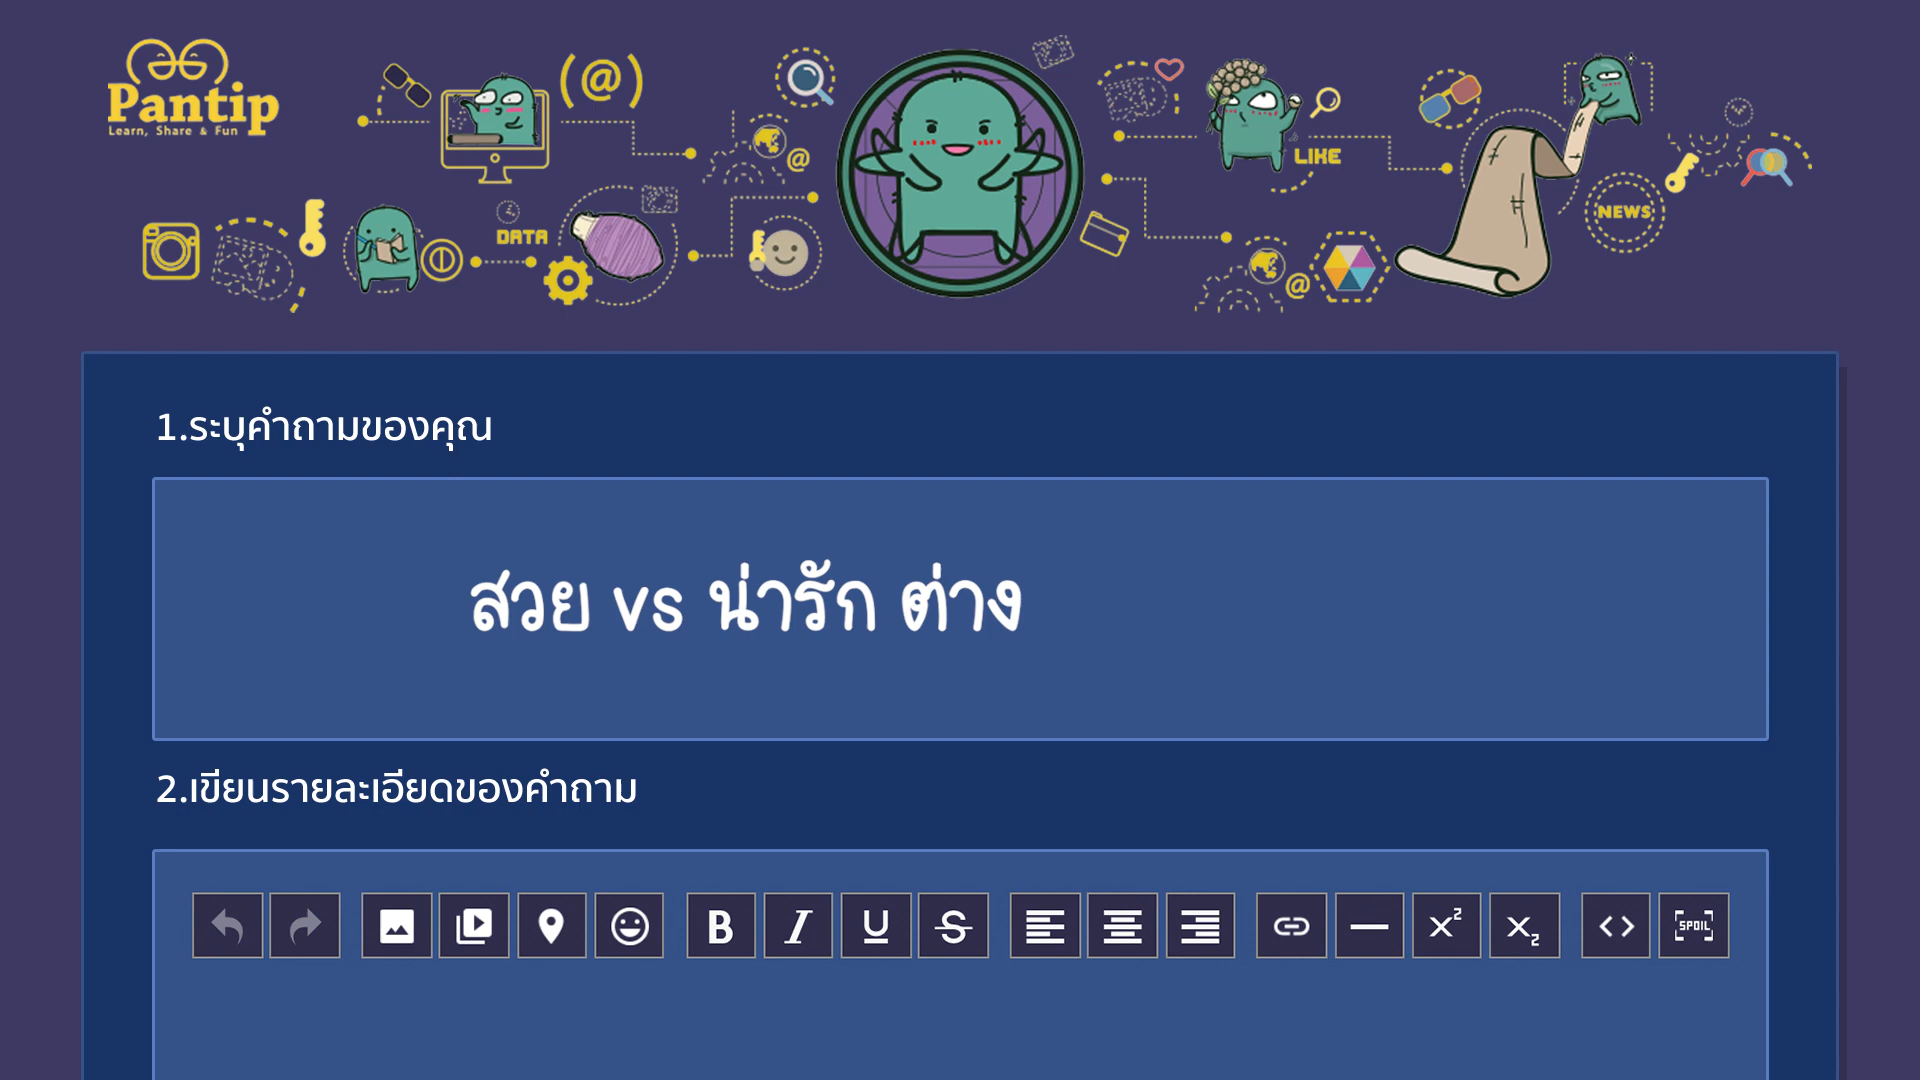 Pantip
Learn, Share & Fun
(@)
@
LIKE
NEWS
DATA
@
1.ระบุคำถามของคุณ
สวย vs น่ารัก ต่าง
2.เขียนรายละเอียดของคำถาม
B I U S X² X₂ <> SPOIL